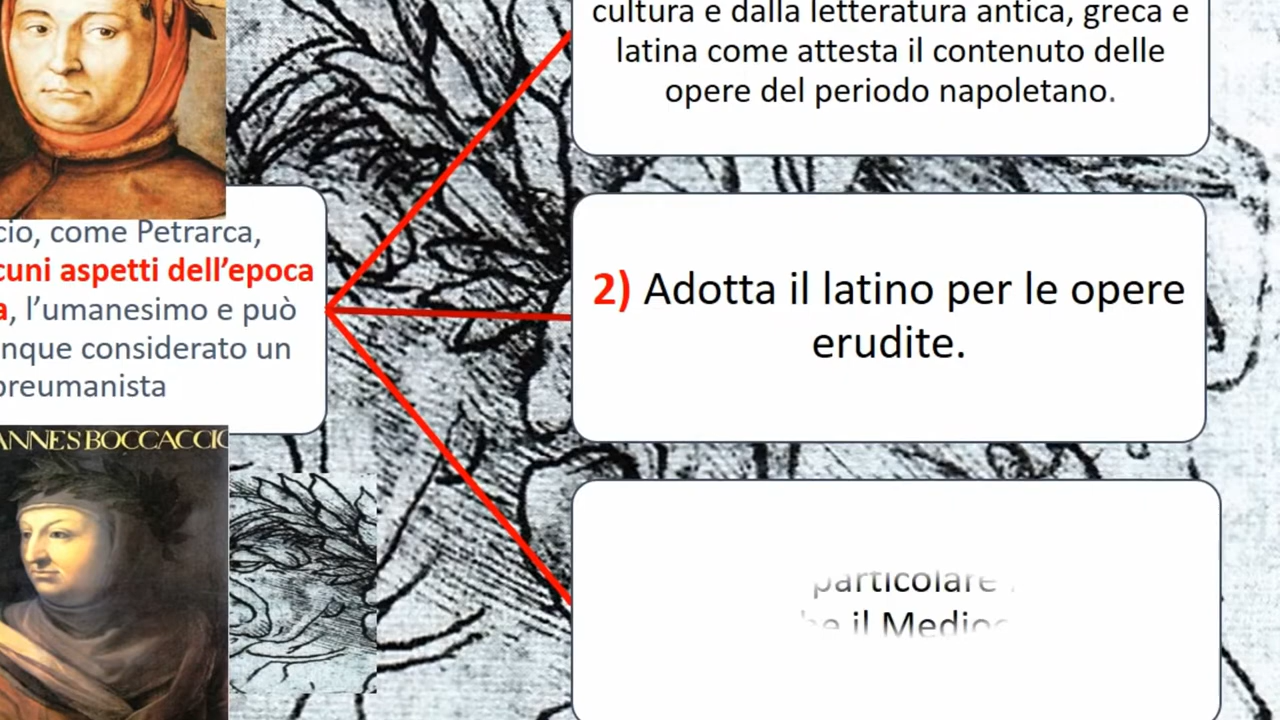 cultura e dalla letteratura antica, greca e
latina come attesta il contenuto delle
opere del periodo napoletano.
cio, come Petrarca,
cuni aspetti dell’epoca
a, l’umanesimo e può
nque considerato un
preumanista
2) Adotta il latino per le opere
erudite.
ANNES BOCCACCIO
particolare
il